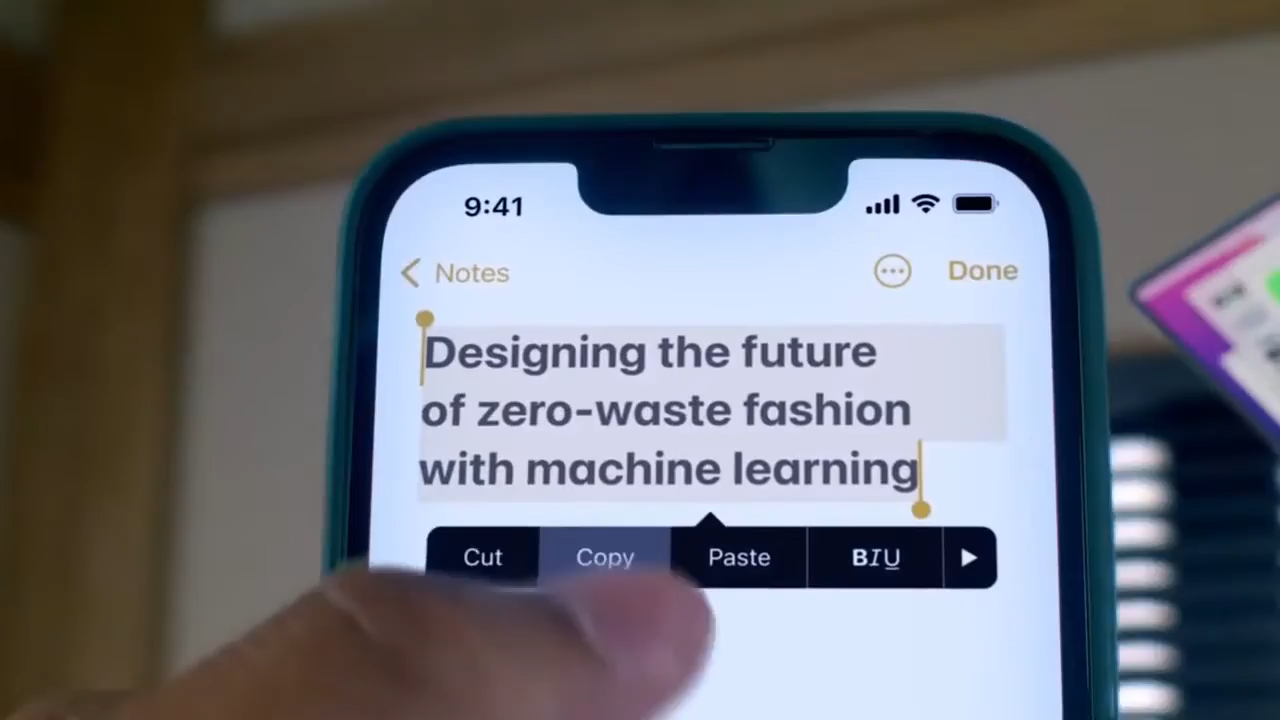 9:41
Notes
Done
Designing the future
of zero-waste fashion
with machine learning
Cut
Copy
Paste
BIU